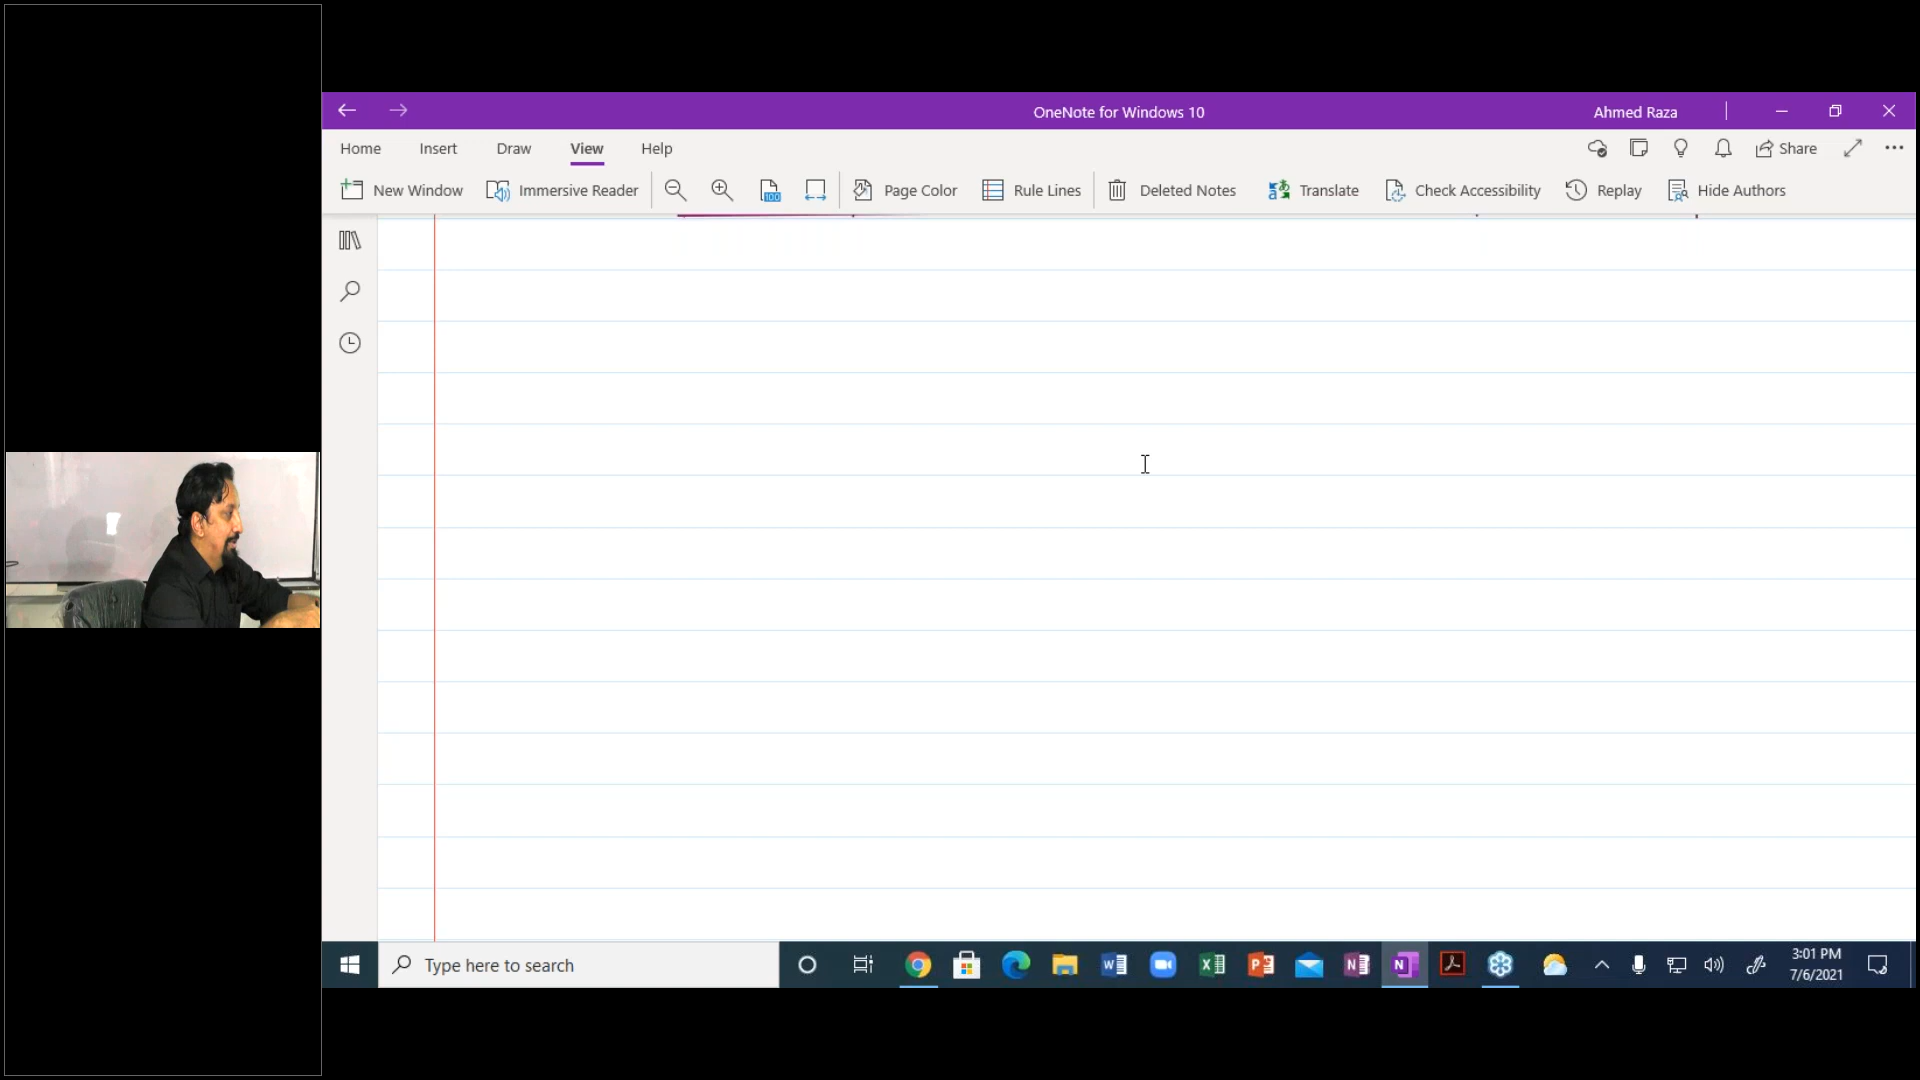 OneNote for Windows 10
Ahmed Raza
Home Insert Draw View Help
Share
New Window Immersive Reader 100 Page Color Rule Lines Deleted Notes Translate Check Accessibility Replay Hide Authors
Type here to search
3:01 PM
7/6/2021